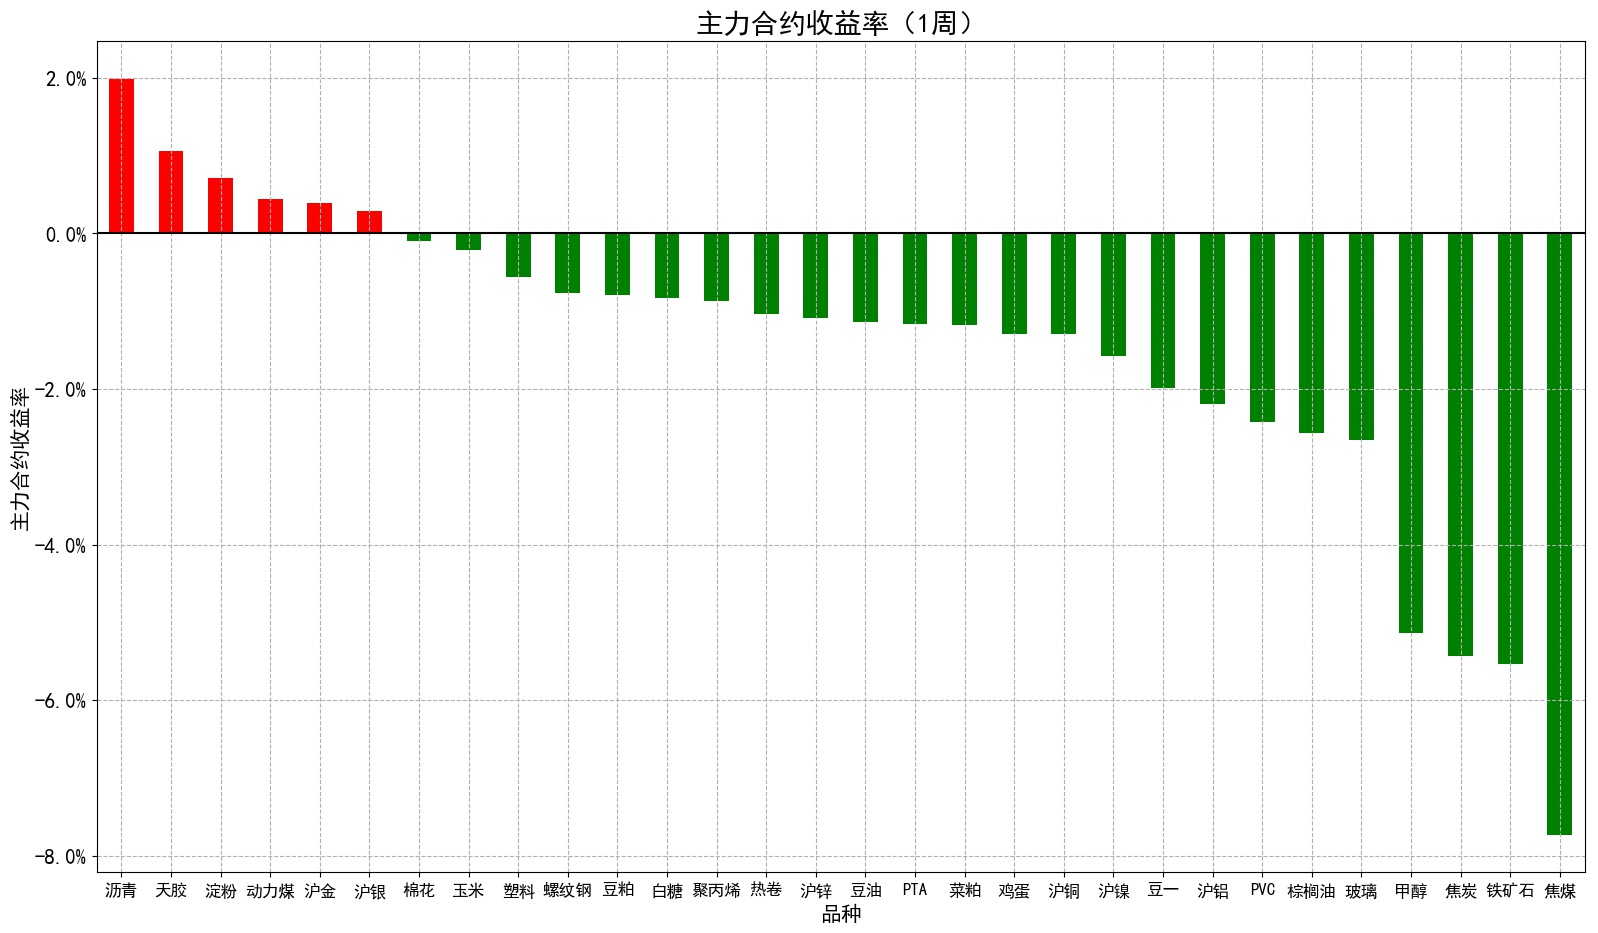 主力合约收益率（1周）
主力合约收益率
2.0%
0.0%
−2.0%
−4.0%
−6.0%
−8.0%
沥青 天胶 淀粉 动力煤 沪金 沪银 棉花 玉米 塑料 螺纹钢 豆粕 白糖 聚丙烯 热卷 沪锌 豆油 PTA 菜粕 鸡蛋 沪铜 沪镍 豆一 沪铝 PVC 棕榈油 玻璃 甲醇 焦炭 铁矿石 焦煤
品种